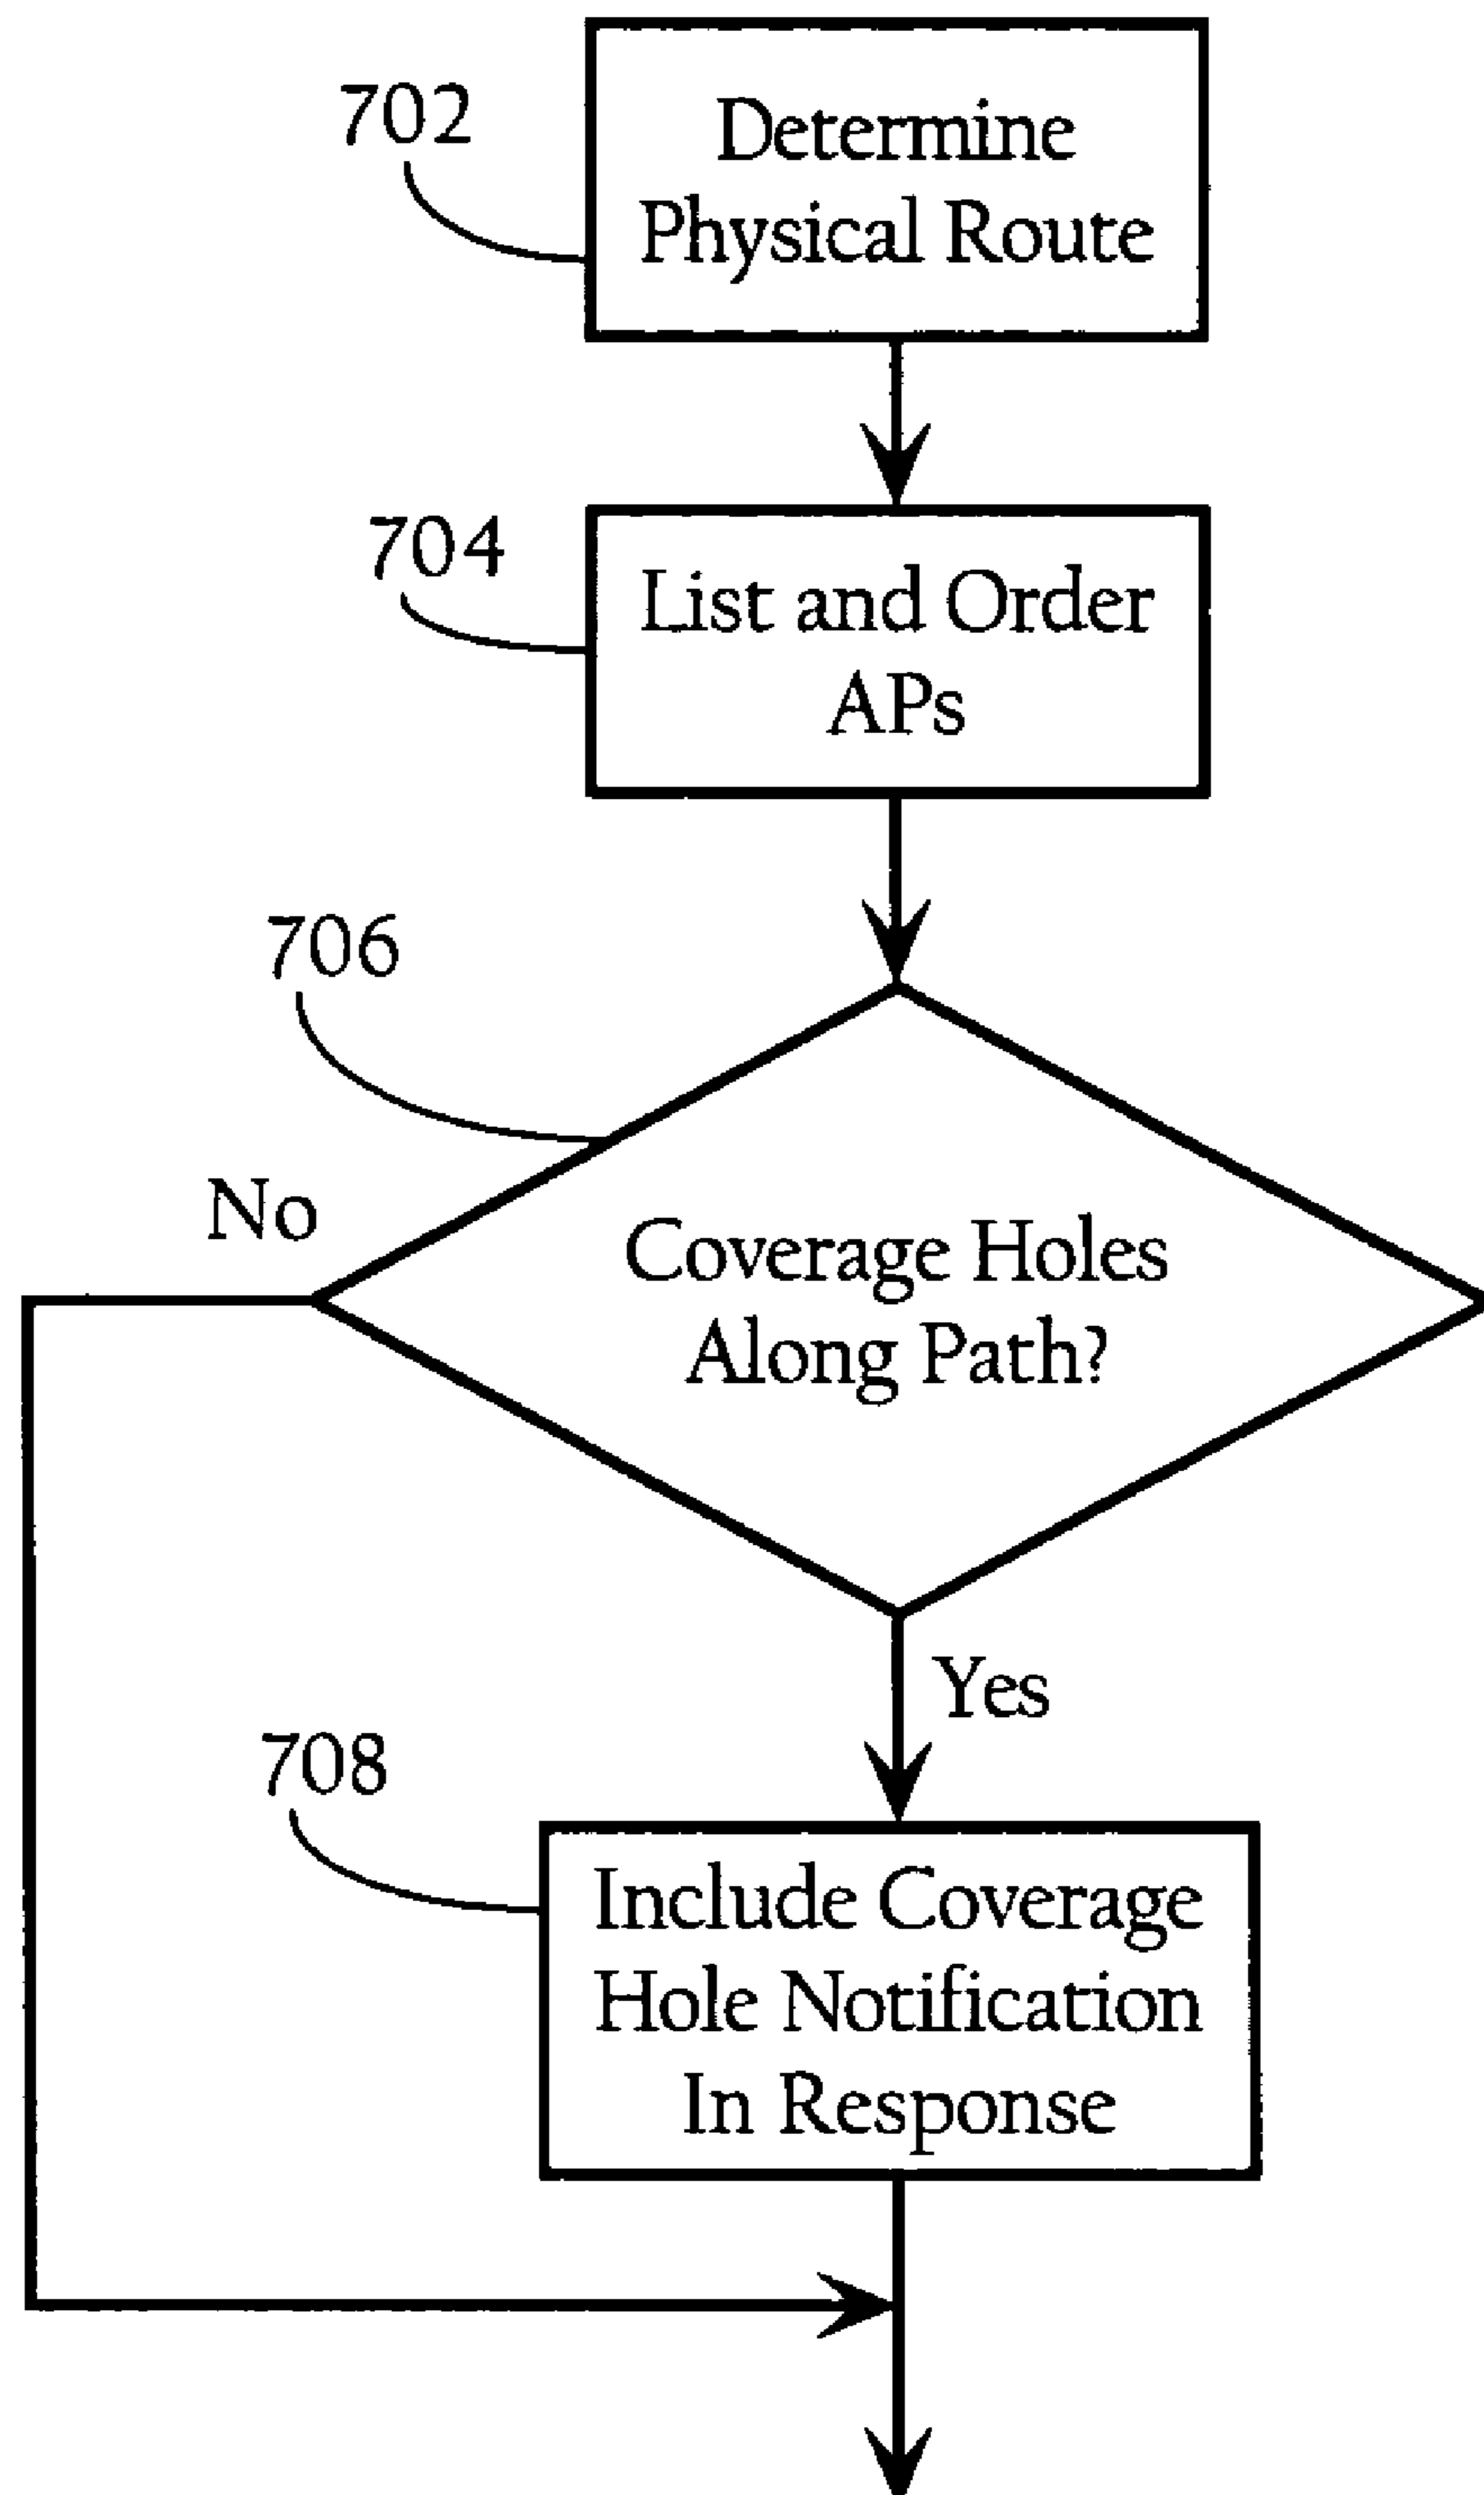 702
Determine
Physical Route
704
List and Order
APs
706
No
Coverage Holes
Along Path?
Yes
708
Include Coverage
Hole Notification
In Response